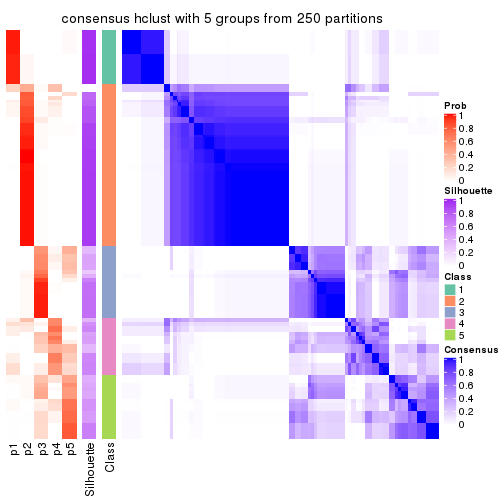 consensus hclust with 5 groups from 250 partitions
Prob
1
0.8
0.6
0.4
0.2
0
Silhouette
1
0.8
0.6
0.4
0.2
0
Class
1
2
3
4
5
Consensus
1
0.8
0.6
0.4
0.2
0
p1
p2
p3
p4
p5
Silhouette
Class